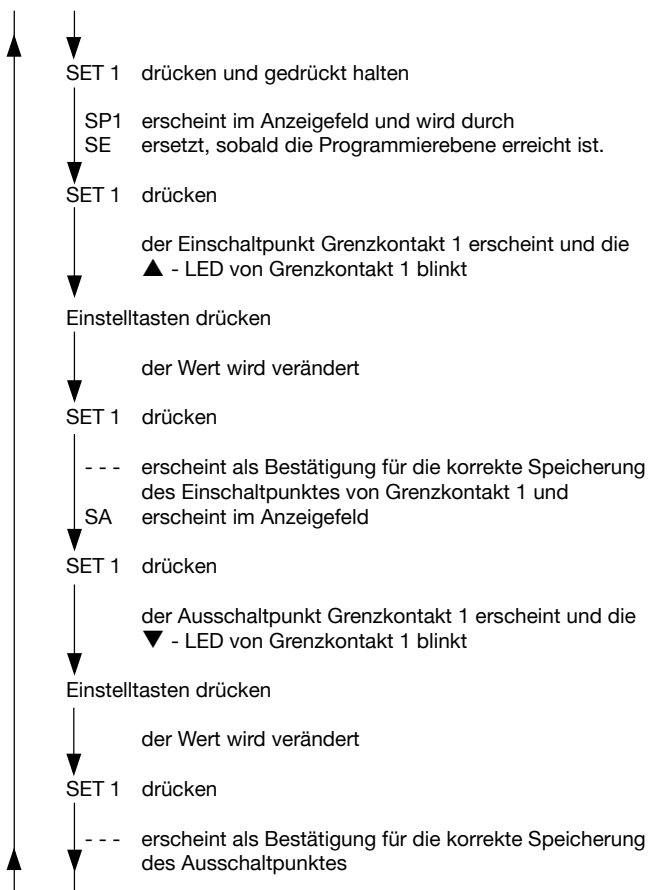 SET 1 drücken und gedrückt halten
SP1 erscheint im Anzeigefeld und wird durch
SE ersetzt, sobald die Programmierebene erreicht ist.
SET 1 drücken
der Einschaltpunkt Grenzkontakt 1 erscheint und die
▲ - LED von Grenzkontakt 1 blinkt
Einstelltasten drücken
der Wert wird verändert
SET 1 drücken
- - - erscheint als Bestätigung für die korrekte Speicherung
des Einschaltpunktes von Grenzkontakt 1 und
SA erscheint im Anzeigefeld
SET 1 drücken
der Ausschaltpunkt Grenzkontakt 1 erscheint und die
▼ - LED von Grenzkontakt 1 blinkt
Einstelltasten drücken
der Wert wird verändert
SET 1 drücken
- - - erscheint als Bestätigung für die korrekte Speicherung
des Ausschaltpunktes